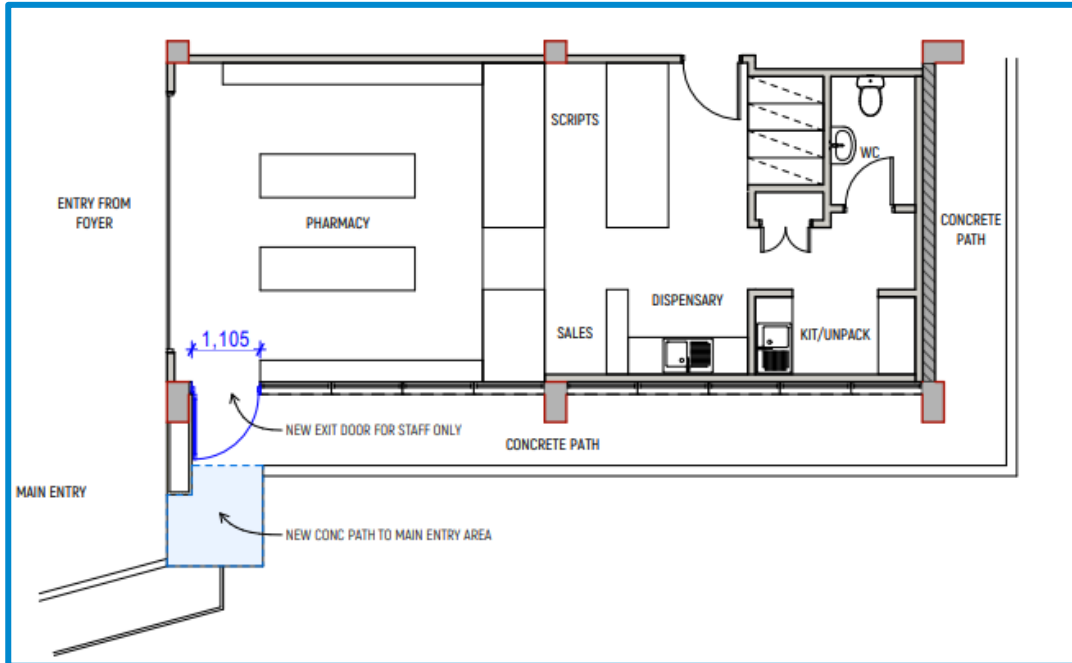 SCRIPTS
WC
ENTRY FROM
FOYER
PHARMACY
CONCRETE
PATH
DISPENSARY
SALES
KIT/UNPACK
1,105
NEW EXIT DOOR FOR STAFF ONLY
CONCRETE PATH
MAIN ENTRY
NEW CONC PATH TO MAIN ENTRY AREA